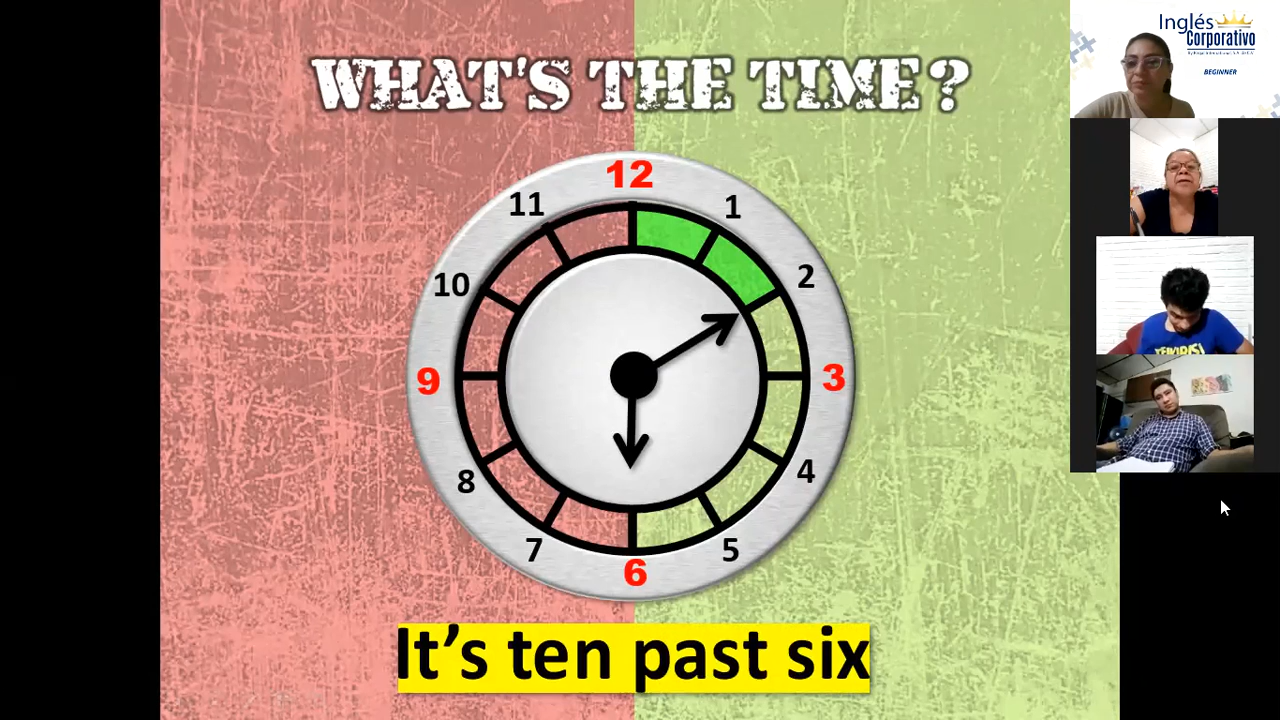 WHAT'S THE TIME?
12
11
1
10
2
9
3
8
4
7
5
6
It's ten past six
Inglés
Corporativo
BEGINNER